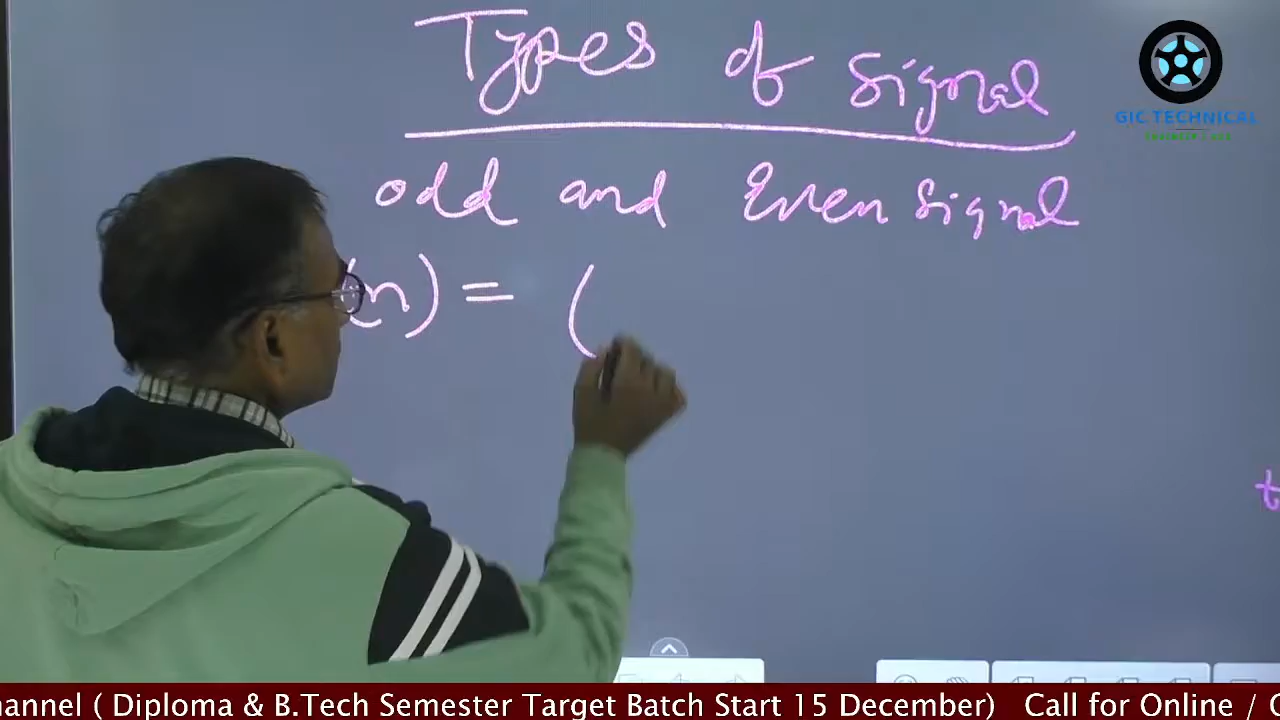 Types of Signal
GIC TECHNICAL
odd and Even Signal
(n) = (
t
hannel ( Diploma & B.Tech Semester Target Batch Start 15 December)   Call for Online / O